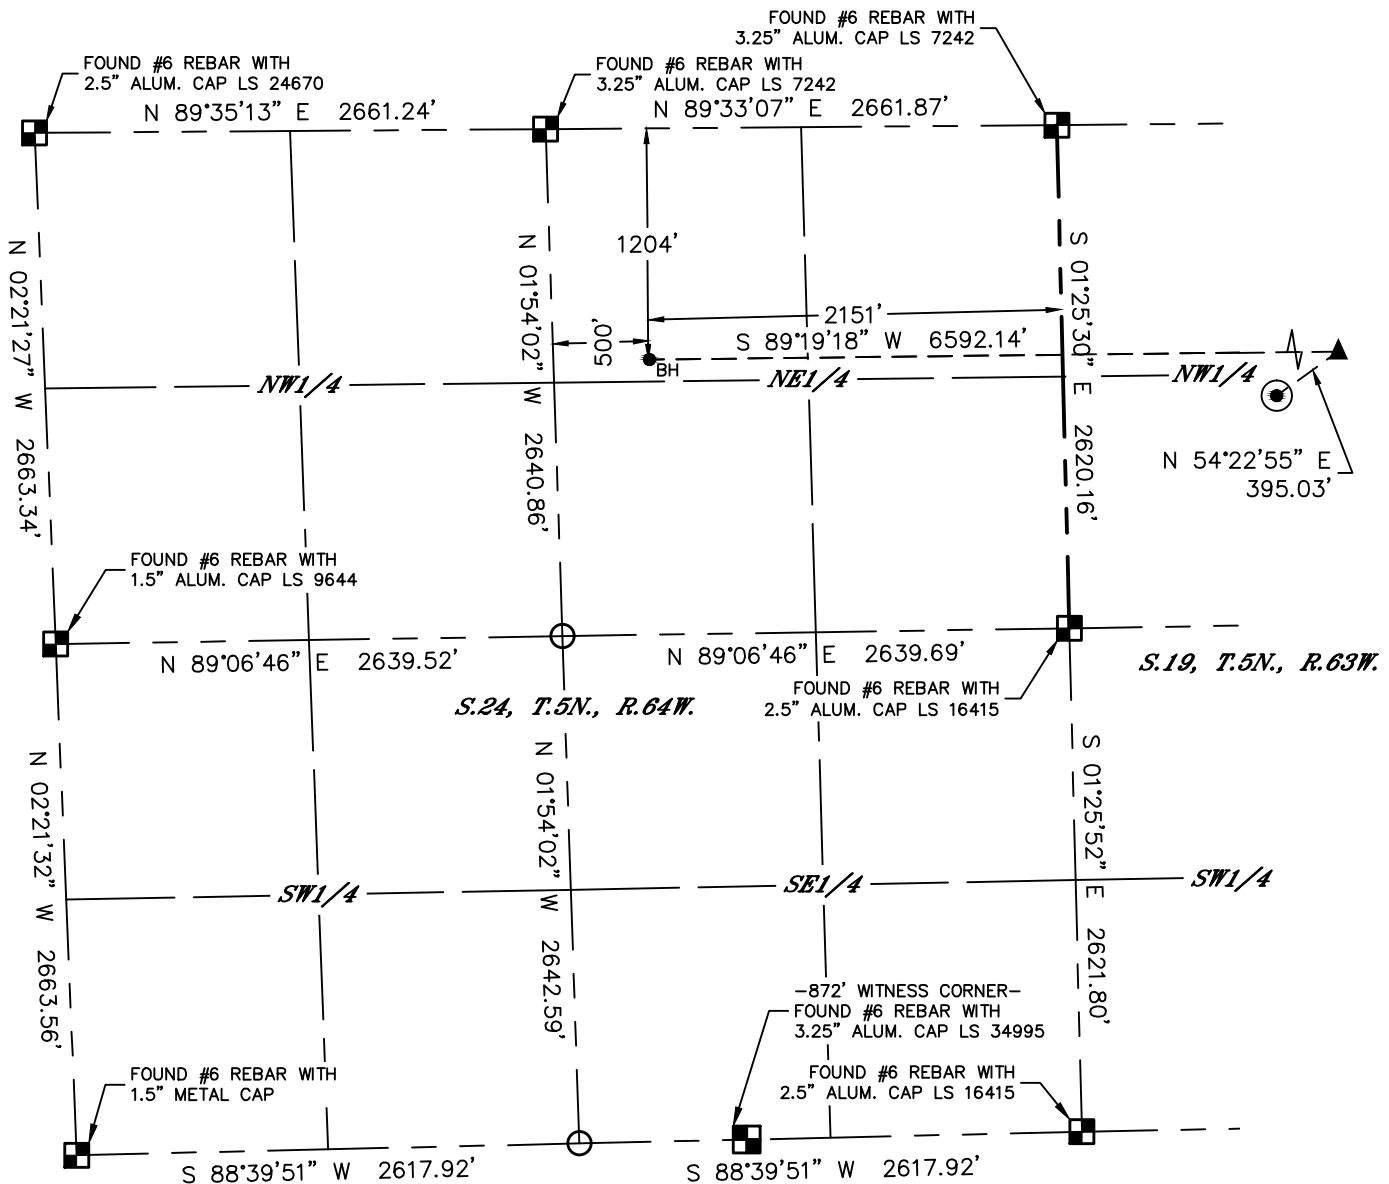 FOUND #6 REBAR WITH
3.25" ALUM. CAP LS 7242
FOUND #6 REBAR WITH
2.5" ALUM. CAP LS 24670
FOUND #6 REBAR WITH
3.25" ALUM. CAP LS 7242
N 89°35'13" E 2661.24'
N 89°33'07" E 2661.87'
N 02°21'27" W 2663.34'
N 01°54'02" W 2640.86'
1204'
S 01°25'30" E 2620.16'
2151'
500'
S 89°19'18" W 6592.14'
BH
NW1/4
NE1/4
NW1/4
N 54°22'55" E
395.03'
FOUND #6 REBAR WITH
1.5" ALUM. CAP LS 9644
N 89°06'46" E 2639.52'
N 89°06'46" E 2639.69'
S.19, T.5N., R.63W.
FOUND #6 REBAR WITH
2.5" ALUM. CAP LS 16415
S.24, T.5N., R.64W.
N 02°21'32" W 2663.56'
N 01°54'02" W 2642.59'
S 01°25'52" E 2621.80'
SW1/4
SE1/4
SW1/4
-872' WITNESS CORNER-
FOUND #6 REBAR WITH
3.25" ALUM. CAP LS 34995
FOUND #6 REBAR WITH
1.5" METAL CAP
FOUND #6 REBAR WITH
2.5" ALUM. CAP LS 16415
S 88°39'51" W 2617.92'
S 88°39'51" W 2617.92'